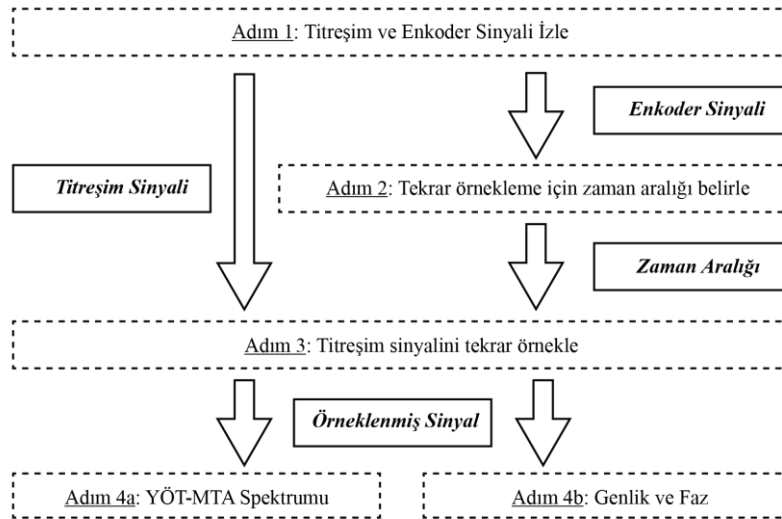 Adım 1: Titreşim ve Enkoder Sinyali İzle
Enkoder Sinyali
Titreşim Sinyali
Adım 2: Tekrar örnekleme için zaman aralığı belirle
Zaman Aralığı
Adım 3: Titreşim sinyalini tekrar örnekle
Örneklenmiş Sinyal
Adım 4a: YÖT-MTA Spektrumu
Adım 4b: Genlik ve Faz